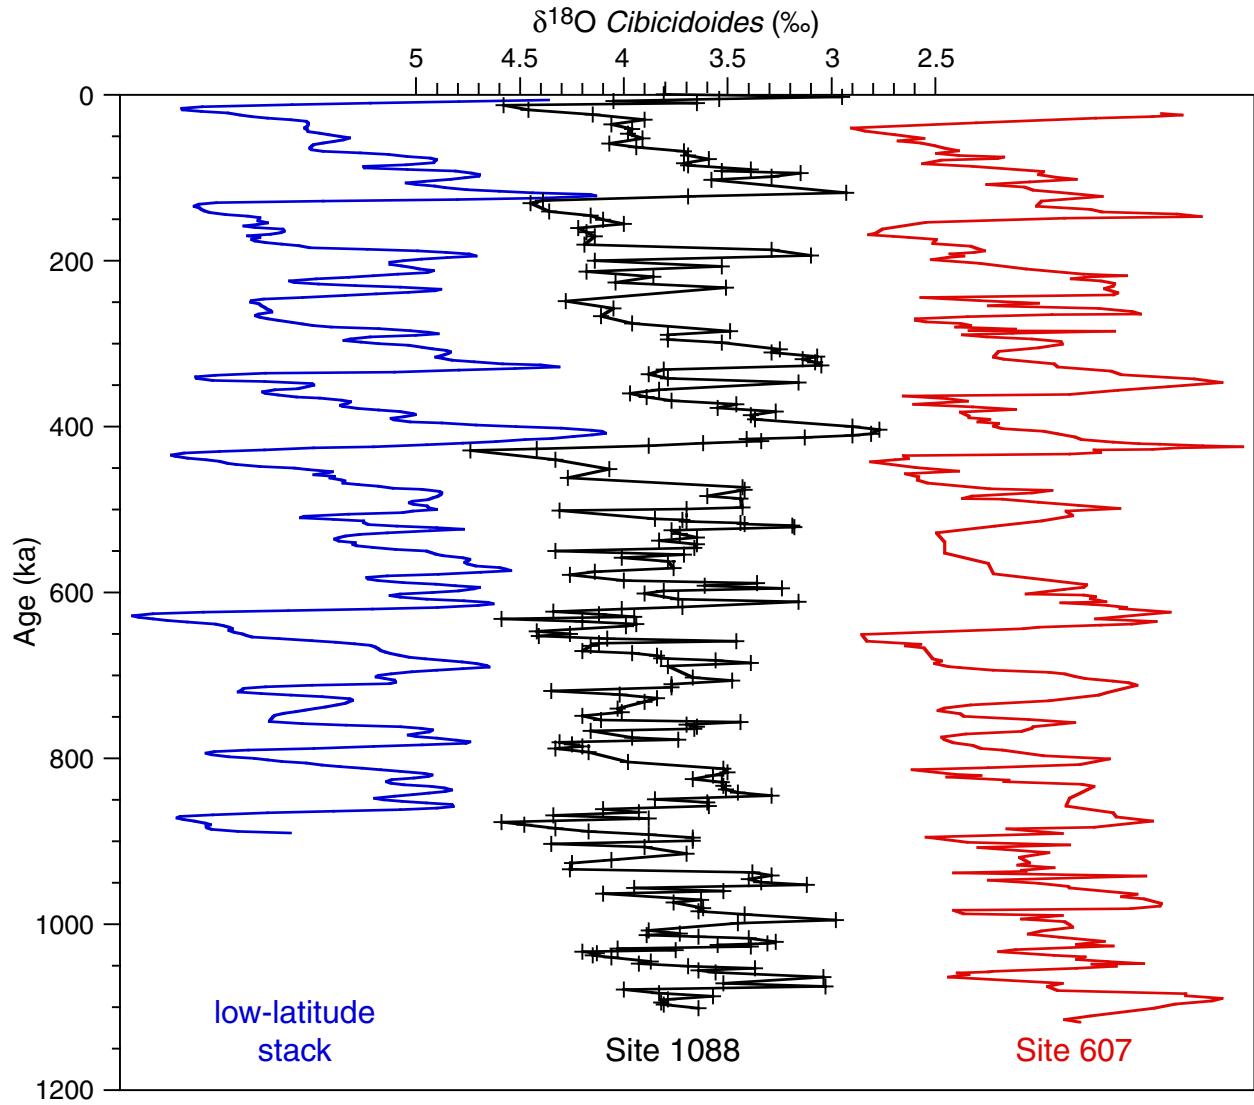 δ18O Cibicidoides (‰)
5 4.5 4 3.5 3 2.5
0
200
400
600
800
1000
1200
Age (ka)
low-latitude
stack
Site 1088
Site 607